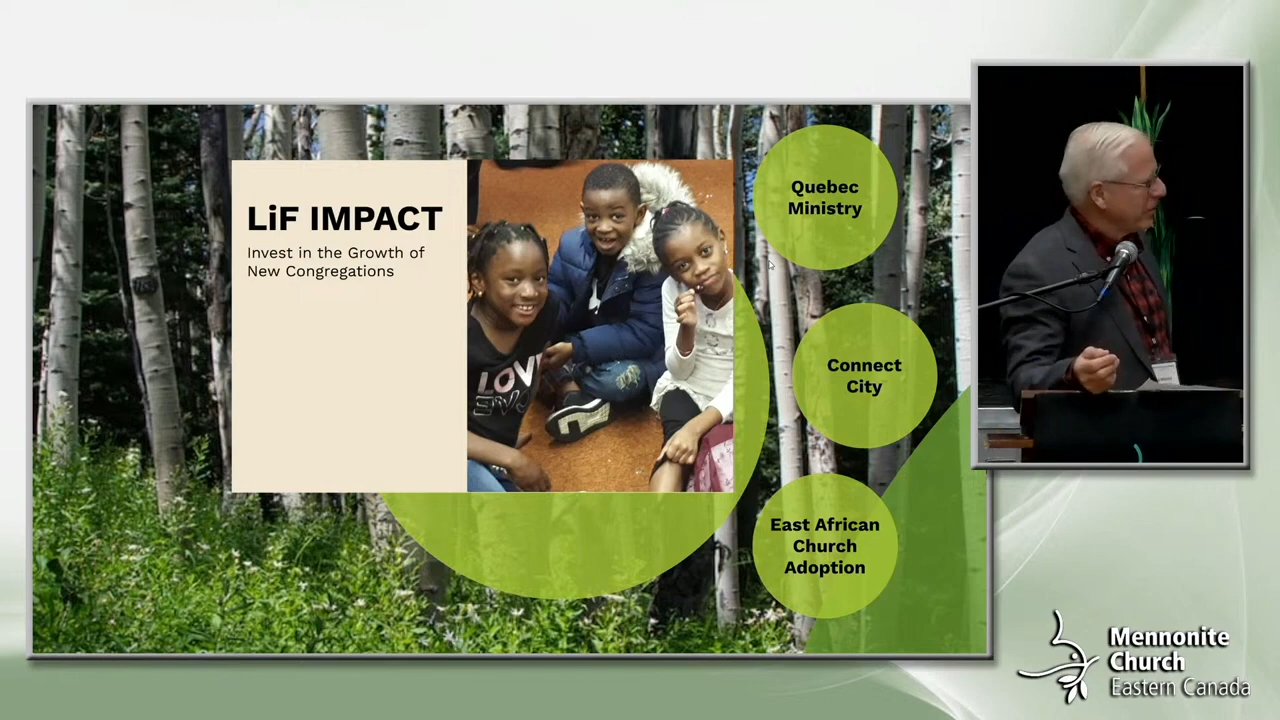 LiF IMPACT
Invest in the Growth of
New Congregations
LOVE
Quebec
Ministry
Connect
City
East African
Church
Adoption
Mennonite
Church
Eastern Canada